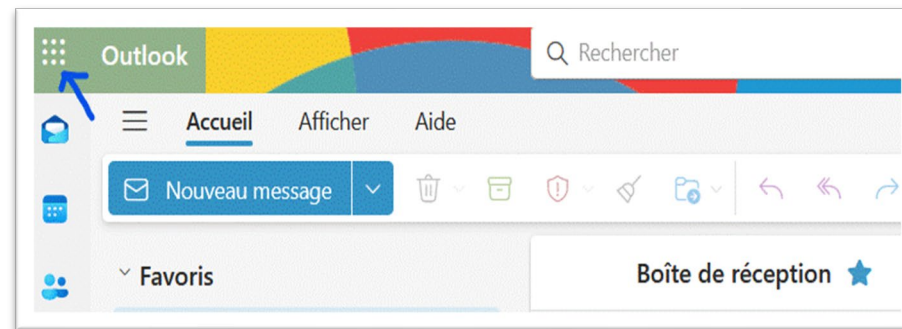 Outlook
Rechercher
Accueil Afficher Aide
Nouveau message
Favoris
Boîte de réception